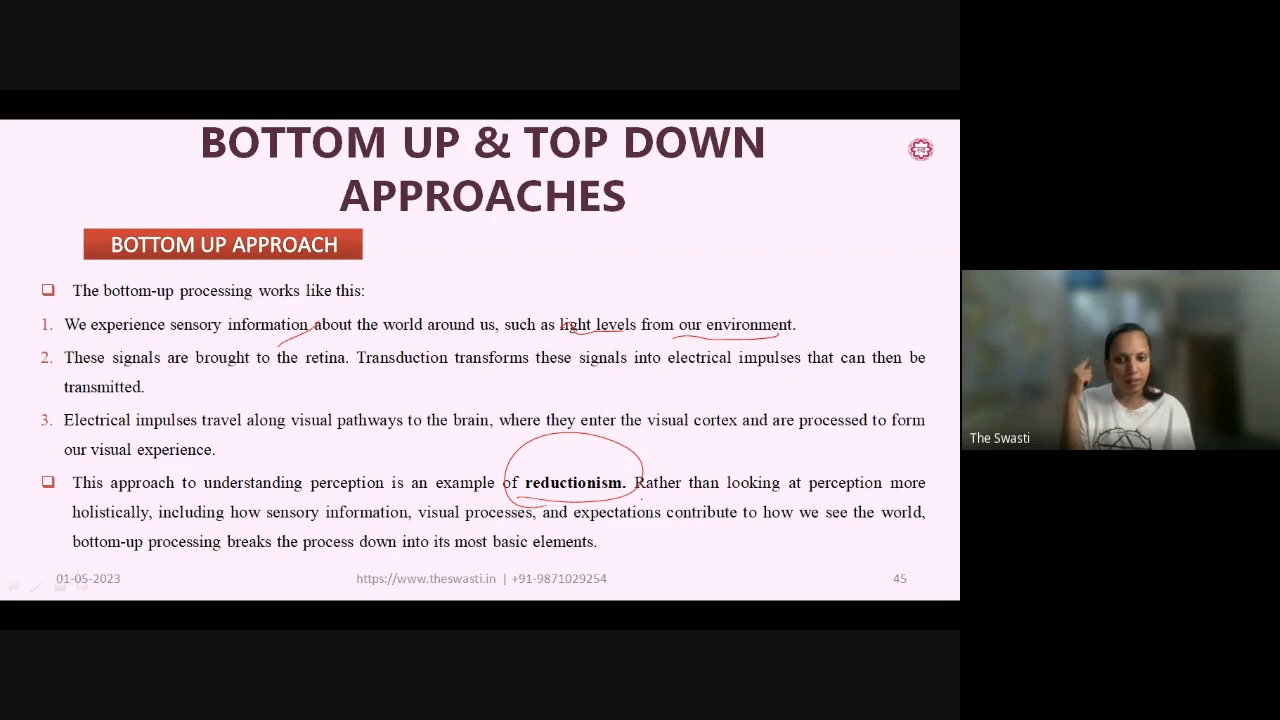 BOTTOM UP & TOP DOWN
APPROACHES
BOTTOM UP APPROACH
The bottom-up processing works like this:
1. We experience sensory information about the world around us, such as light levels from our environment.
2. These signals are brought to the retina. Transduction transforms these signals into electrical impulses that can then be
transmitted.
3. Electrical impulses travel along visual pathways to the brain, where they enter the visual cortex and are processed to form
our visual experience.
This approach to understanding perception is an example of reductionism. Rather than looking at perception more
holistically, including how sensory information, visual processes, and expectations contribute to how we see the world,
bottom-up processing breaks the process down into its most basic elements.
01-05-2023 https://www.theswasti.in | +91-9871029254 45
The Swasti